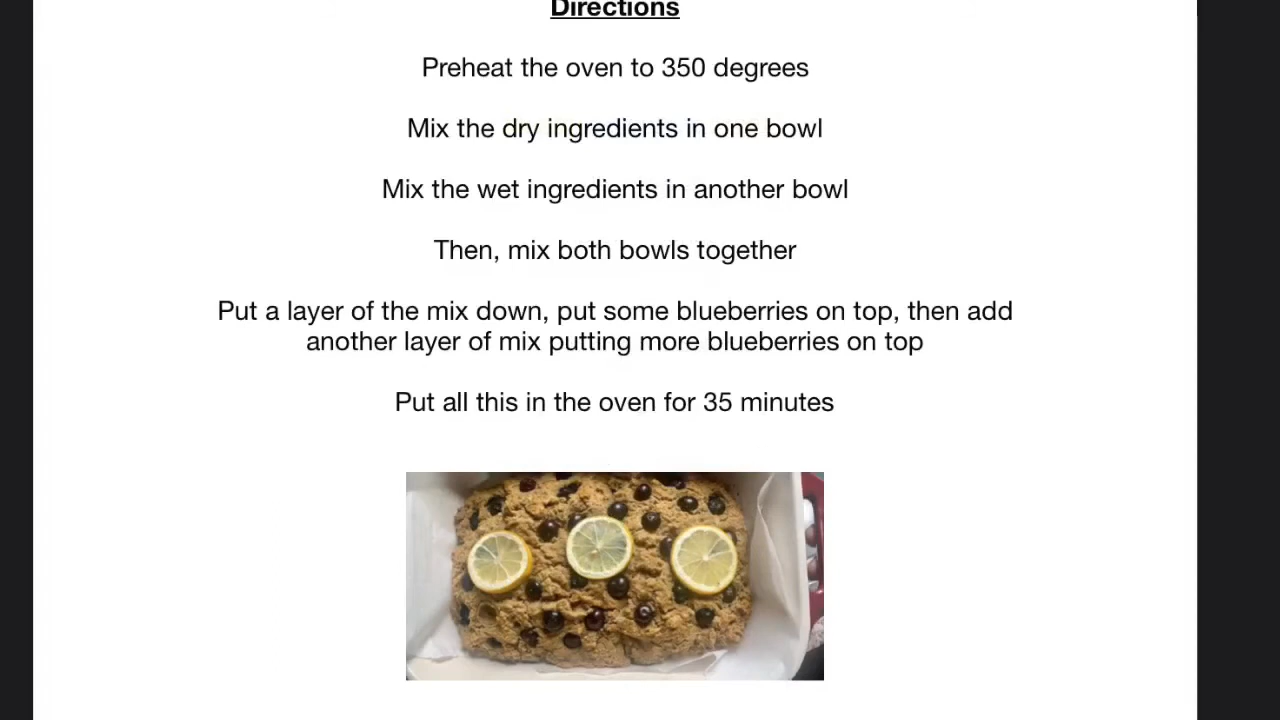 Directions
Preheat the oven to 350 degrees
Mix the dry ingredients in one bowl
Mix the wet ingredients in another bowl
Then, mix both bowls together
Put a layer of the mix down, put some blueberries on top, then add
another layer of mix putting more blueberries on top
Put all this in the oven for 35 minutes